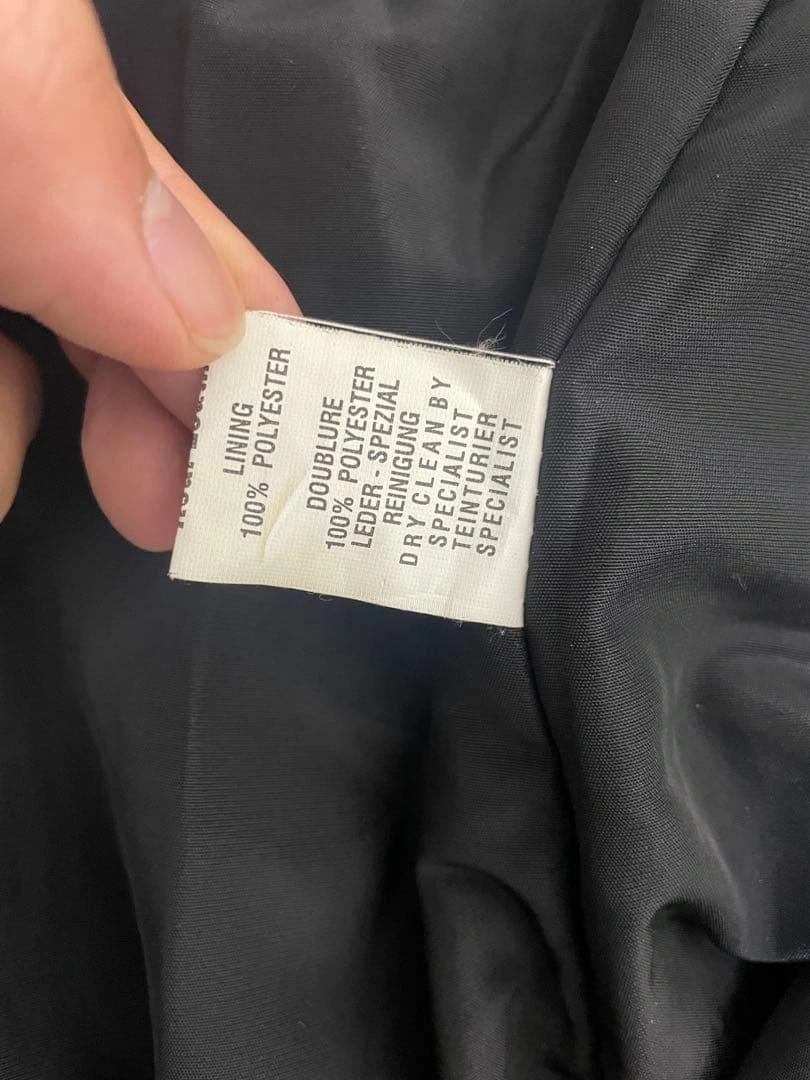 LINING
100% POLYESTER
DOUBLURE
100% POLYESTER
LEDER - SPEZIAL
REINIGUNG
DRY CLEAN BY
SPECIALIST
TEINTURIER
SPECIALIST